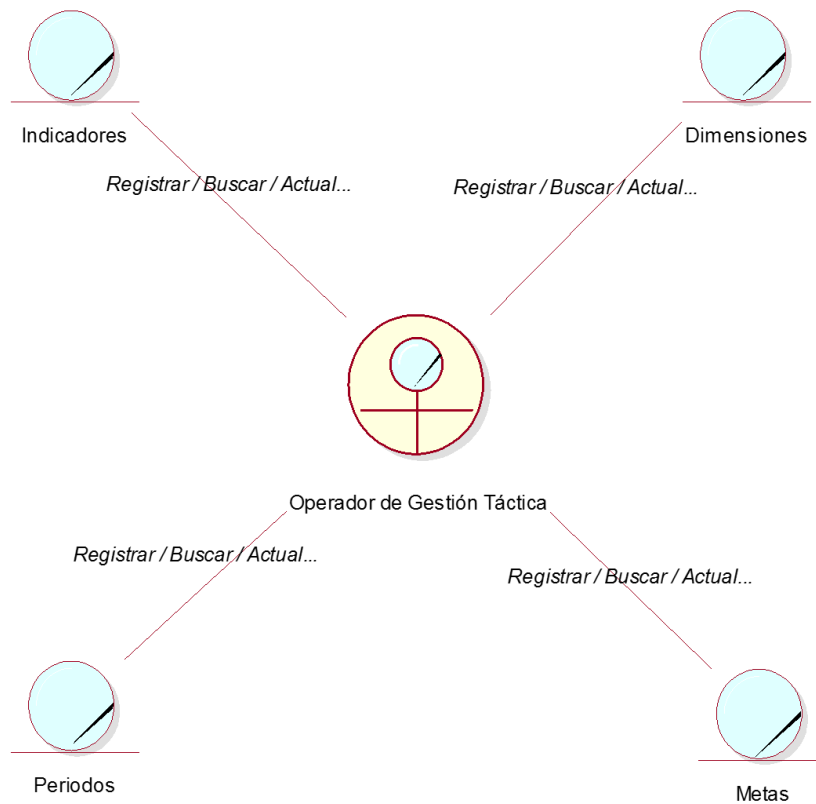 Indicadores
Dimensiones
Registrar / Buscar / Actual...
Registrar / Buscar / Actual...
Operador de Gestión Táctica
Registrar / Buscar / Actual...
Registrar / Buscar / Actual...
Periodos
Metas